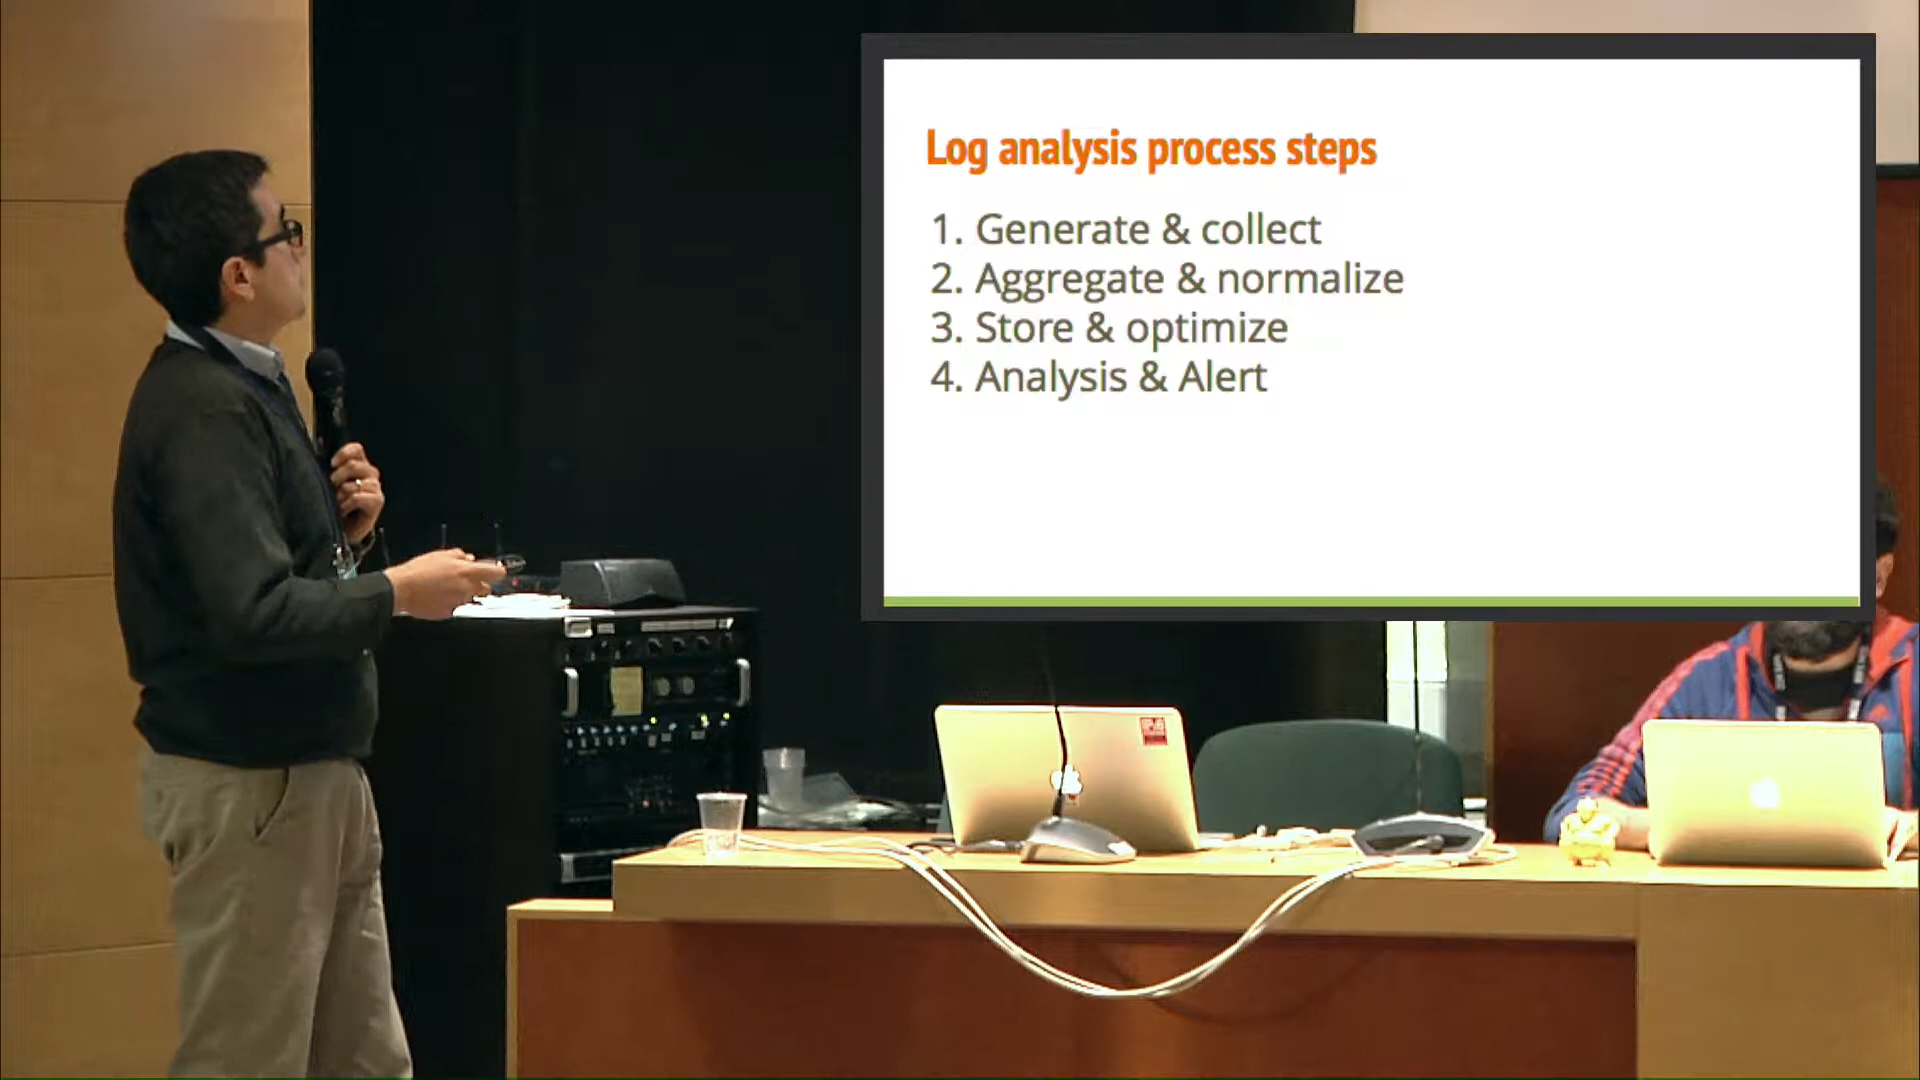 Log analysis process steps
1. Generate & collect
2. Aggregate & normalize
3. Store & optimize
4. Analysis & Alert